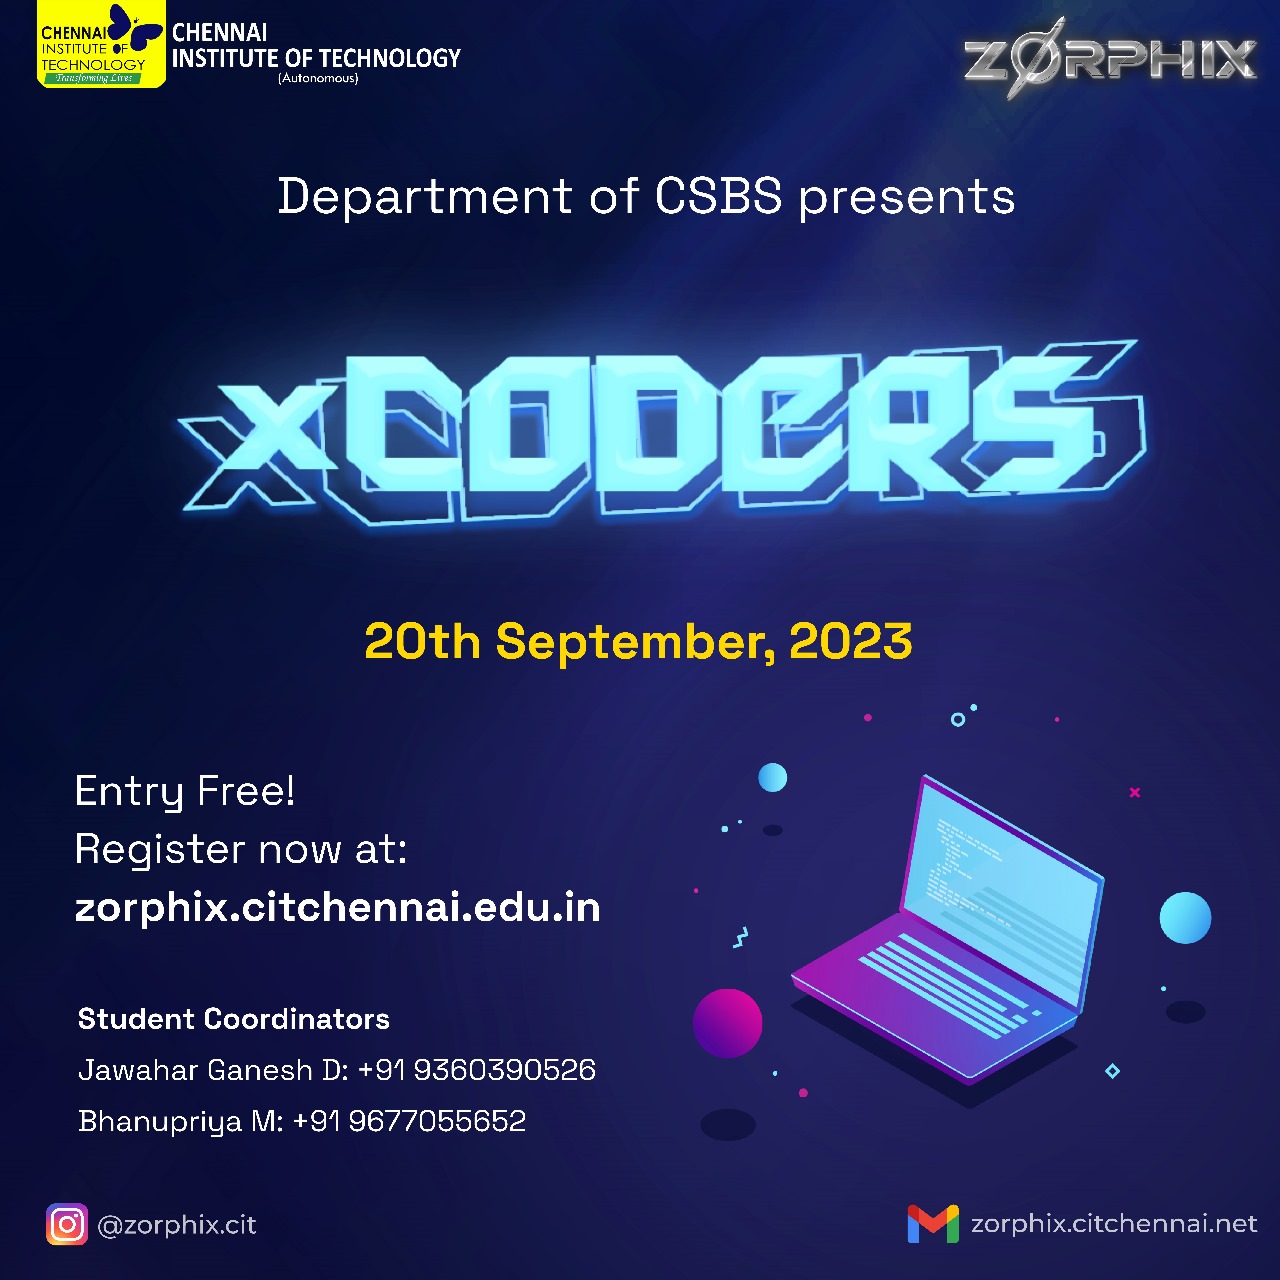 CHENNAI
INSTITUTE OF
TECHNOLOGY
Transforming Lives
CHENNAI
INSTITUTE OF TECHNOLOGY
(Autonomous)
ZORPHIX
Department of CSBS presents
xCODERS
20th September, 2023
Entry Free!
Register now at:
zorphix.citchennai.edu.in
Student Coordinators
Jawahar Ganesh D: +91 9360390526
Bhanupriya M: +91 9677055652
@zorphix.cit
zorphix.citchennai.net